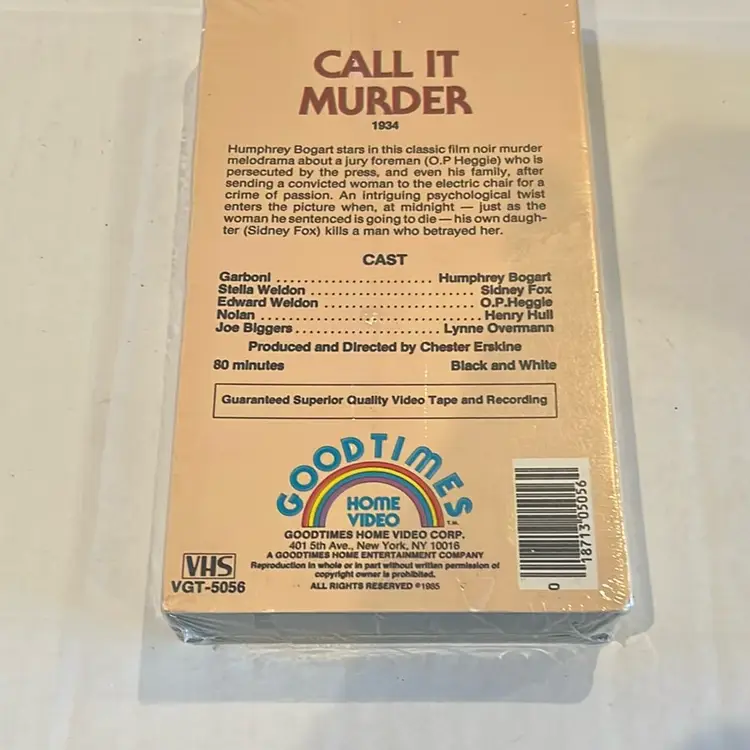 CALL IT
MURDER
1934
Humphrey Bogart stars in this classic film noir murder
melodrama about a jury foreman (O.P Heggie) who is
persecuted by the press, and even his family, after
sending a convicted woman to the electric chair for a
crime of passion. An intriguing psychological twist
enters the picture when, at midnight — just as the
woman he sentenced is going to die — his own daugh-
ter (Sidney Fox) kills a man who betrayed her.
CAST
Garboni ........................ Humphrey Bogart
Stella Weldon ........................ Sidney Fox
Edward Weldon ........................ O.P.Heggie
Nolan ........................ Henry Hull
Joe Biggers ........................ Lynne Overmann
Produced and Directed by Chester Erskine
80 minutes Black and White
Guaranteed Superior Quality Video Tape and Recording
GOODTIMES
HOME
VIDEO
T.M.
GOODTIMES HOME VIDEO CORP.
401 5th Ave., New York, NY 10016
A GOODTIMES HOME ENTERTAINMENT COMPANY
Reproduction in whole or in part without written permission of
copyright owner is prohibited.
ALL RIGHTS RESERVED ©1985
VHS
VGT-5056
0 18713 05056